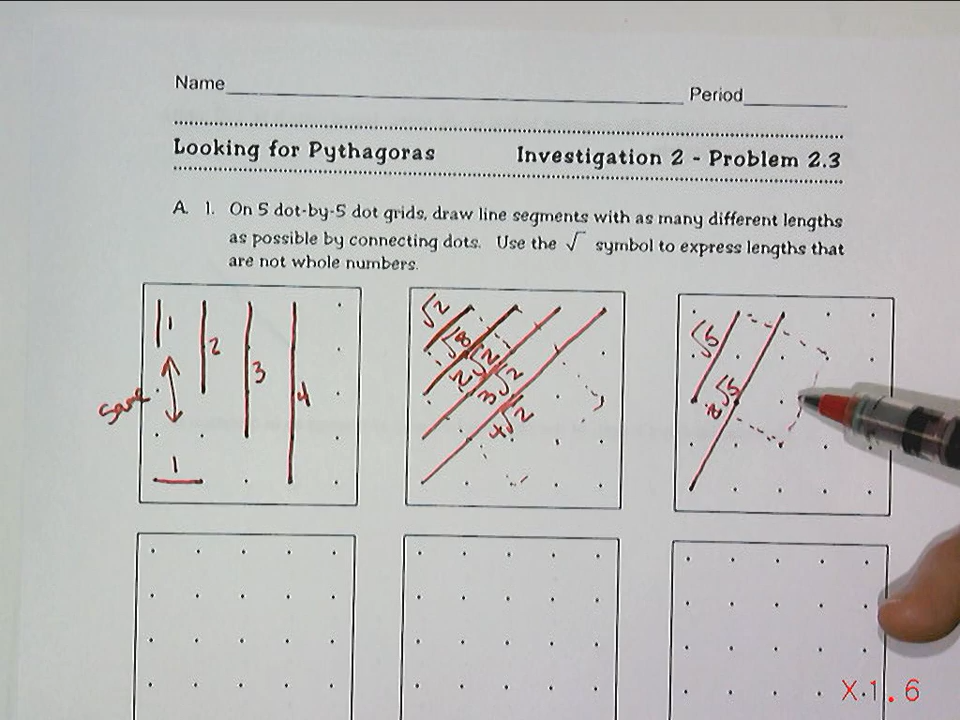 Name Period
Looking for Pythagoras Investigation 2 - Problem 2.3
A. 1. On 5 dot-by-5 dot grids, draw line segments with as many different lengths
as possible by connecting dots. Use the √ symbol to express lengths that
are not whole numbers.
1 2 3 4
Same
1
√2 √8 2√2 3√2 4√2
√5 2√5
X.1.6